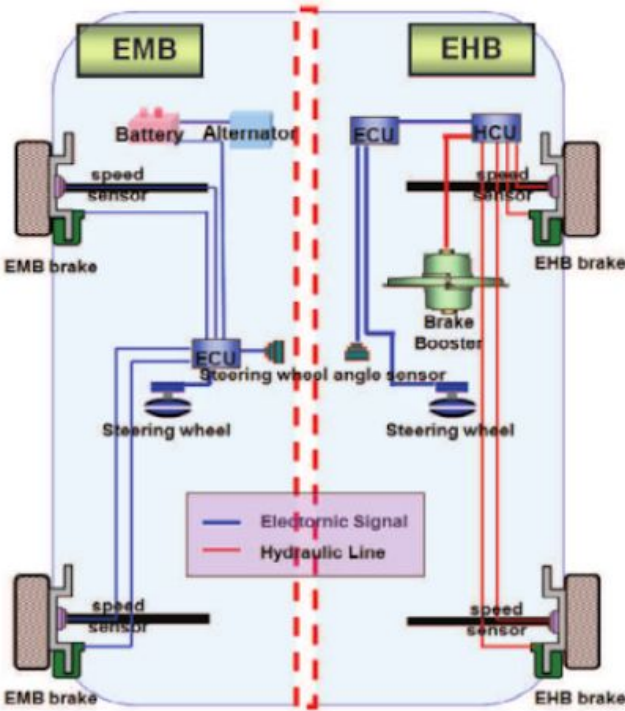 EMB
EHB
Battery
Alternator
ECU
HCU
speed
sensor
speed
sensor
EMB brake
EHB brake
Brake
Booster
ECU
Steering wheel angle sensor
Steering wheel
Steering wheel
Electornic Signal
Hydraulic Line
speed
sensor
speed
sensor
EMB brake
EHB brake